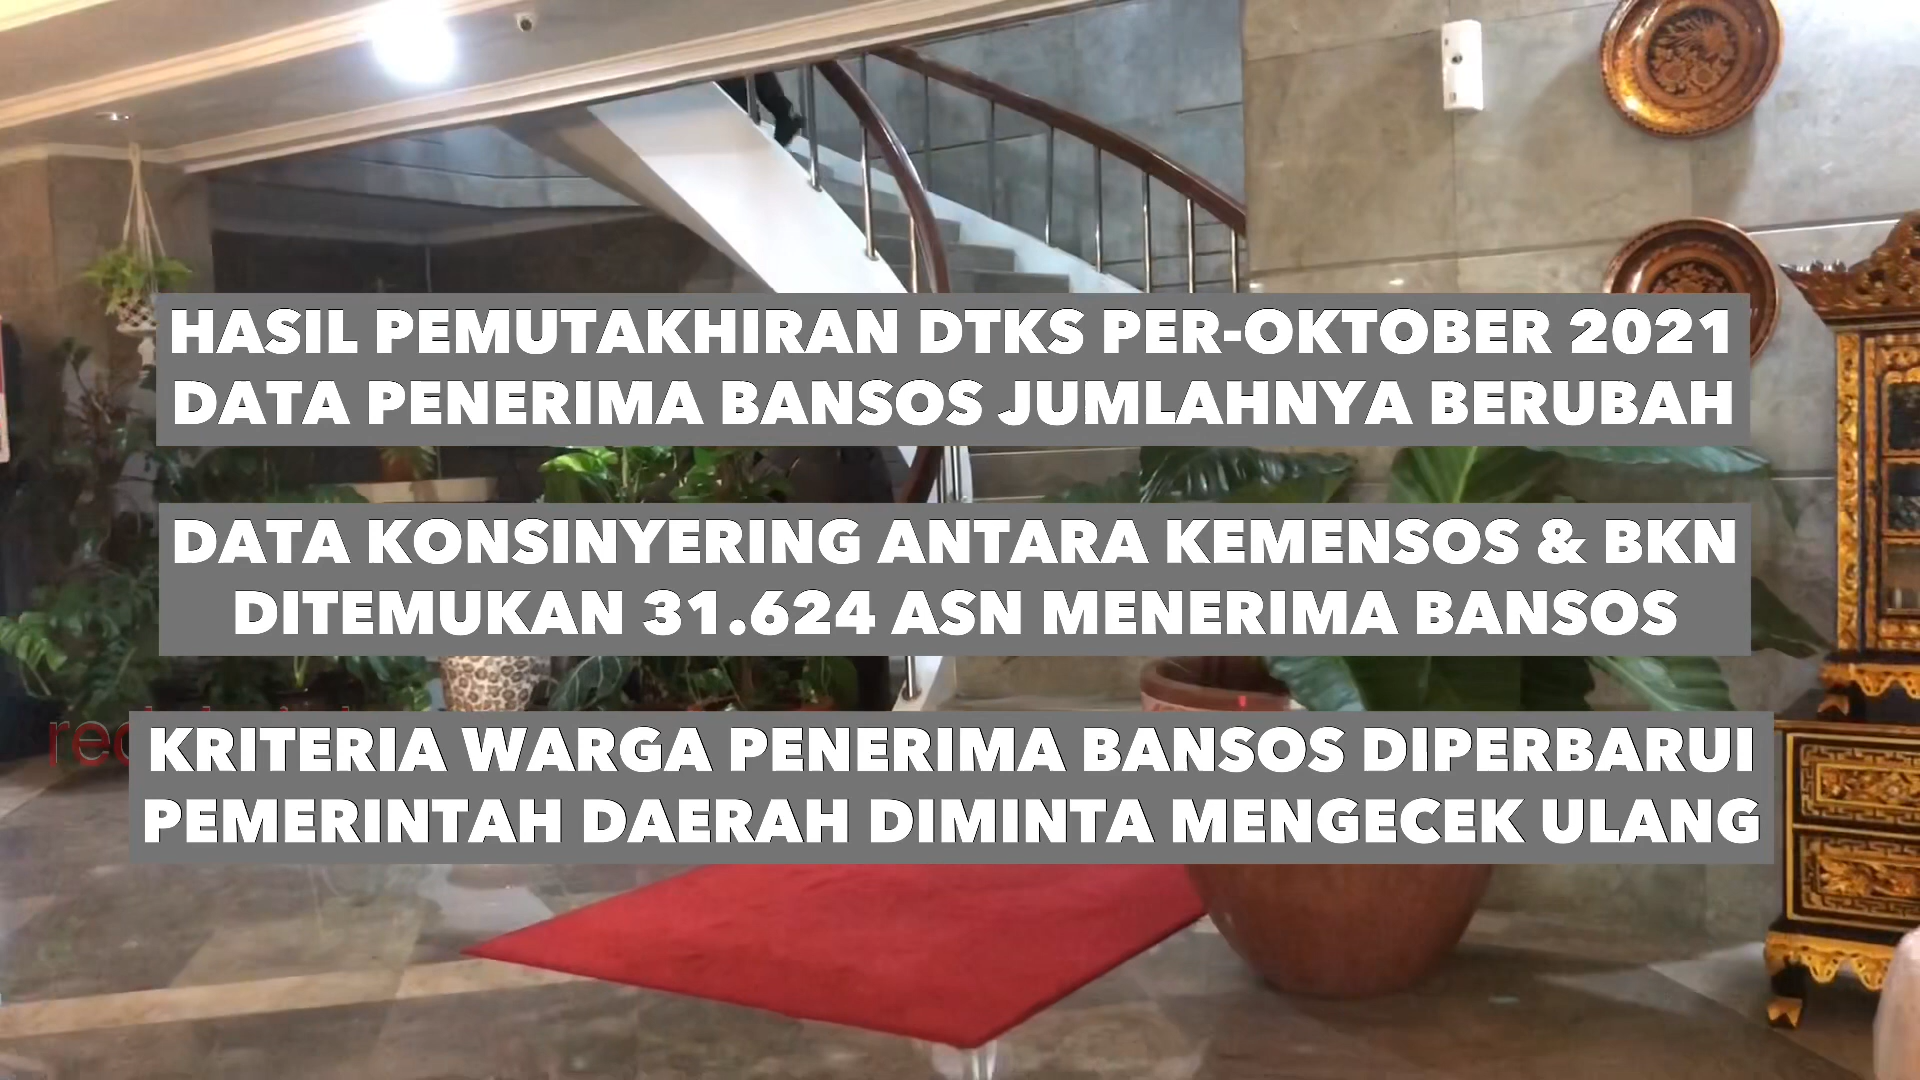 HASIL PEMUTAKHIRAN DTKS PER-OKTOBER 2021
DATA PENERIMA BANSOS JUMLAHNYA BERUBAH
DATA KONSINYERING ANTARA KEMENSOS & BKN
DITEMUKAN 31.624 ASN MENERIMA BANSOS
KRITERIA WARGA PENERIMA BANSOS DIPERBARUI
PEMERINTAH DAERAH DIMINTA MENGECEK ULANG